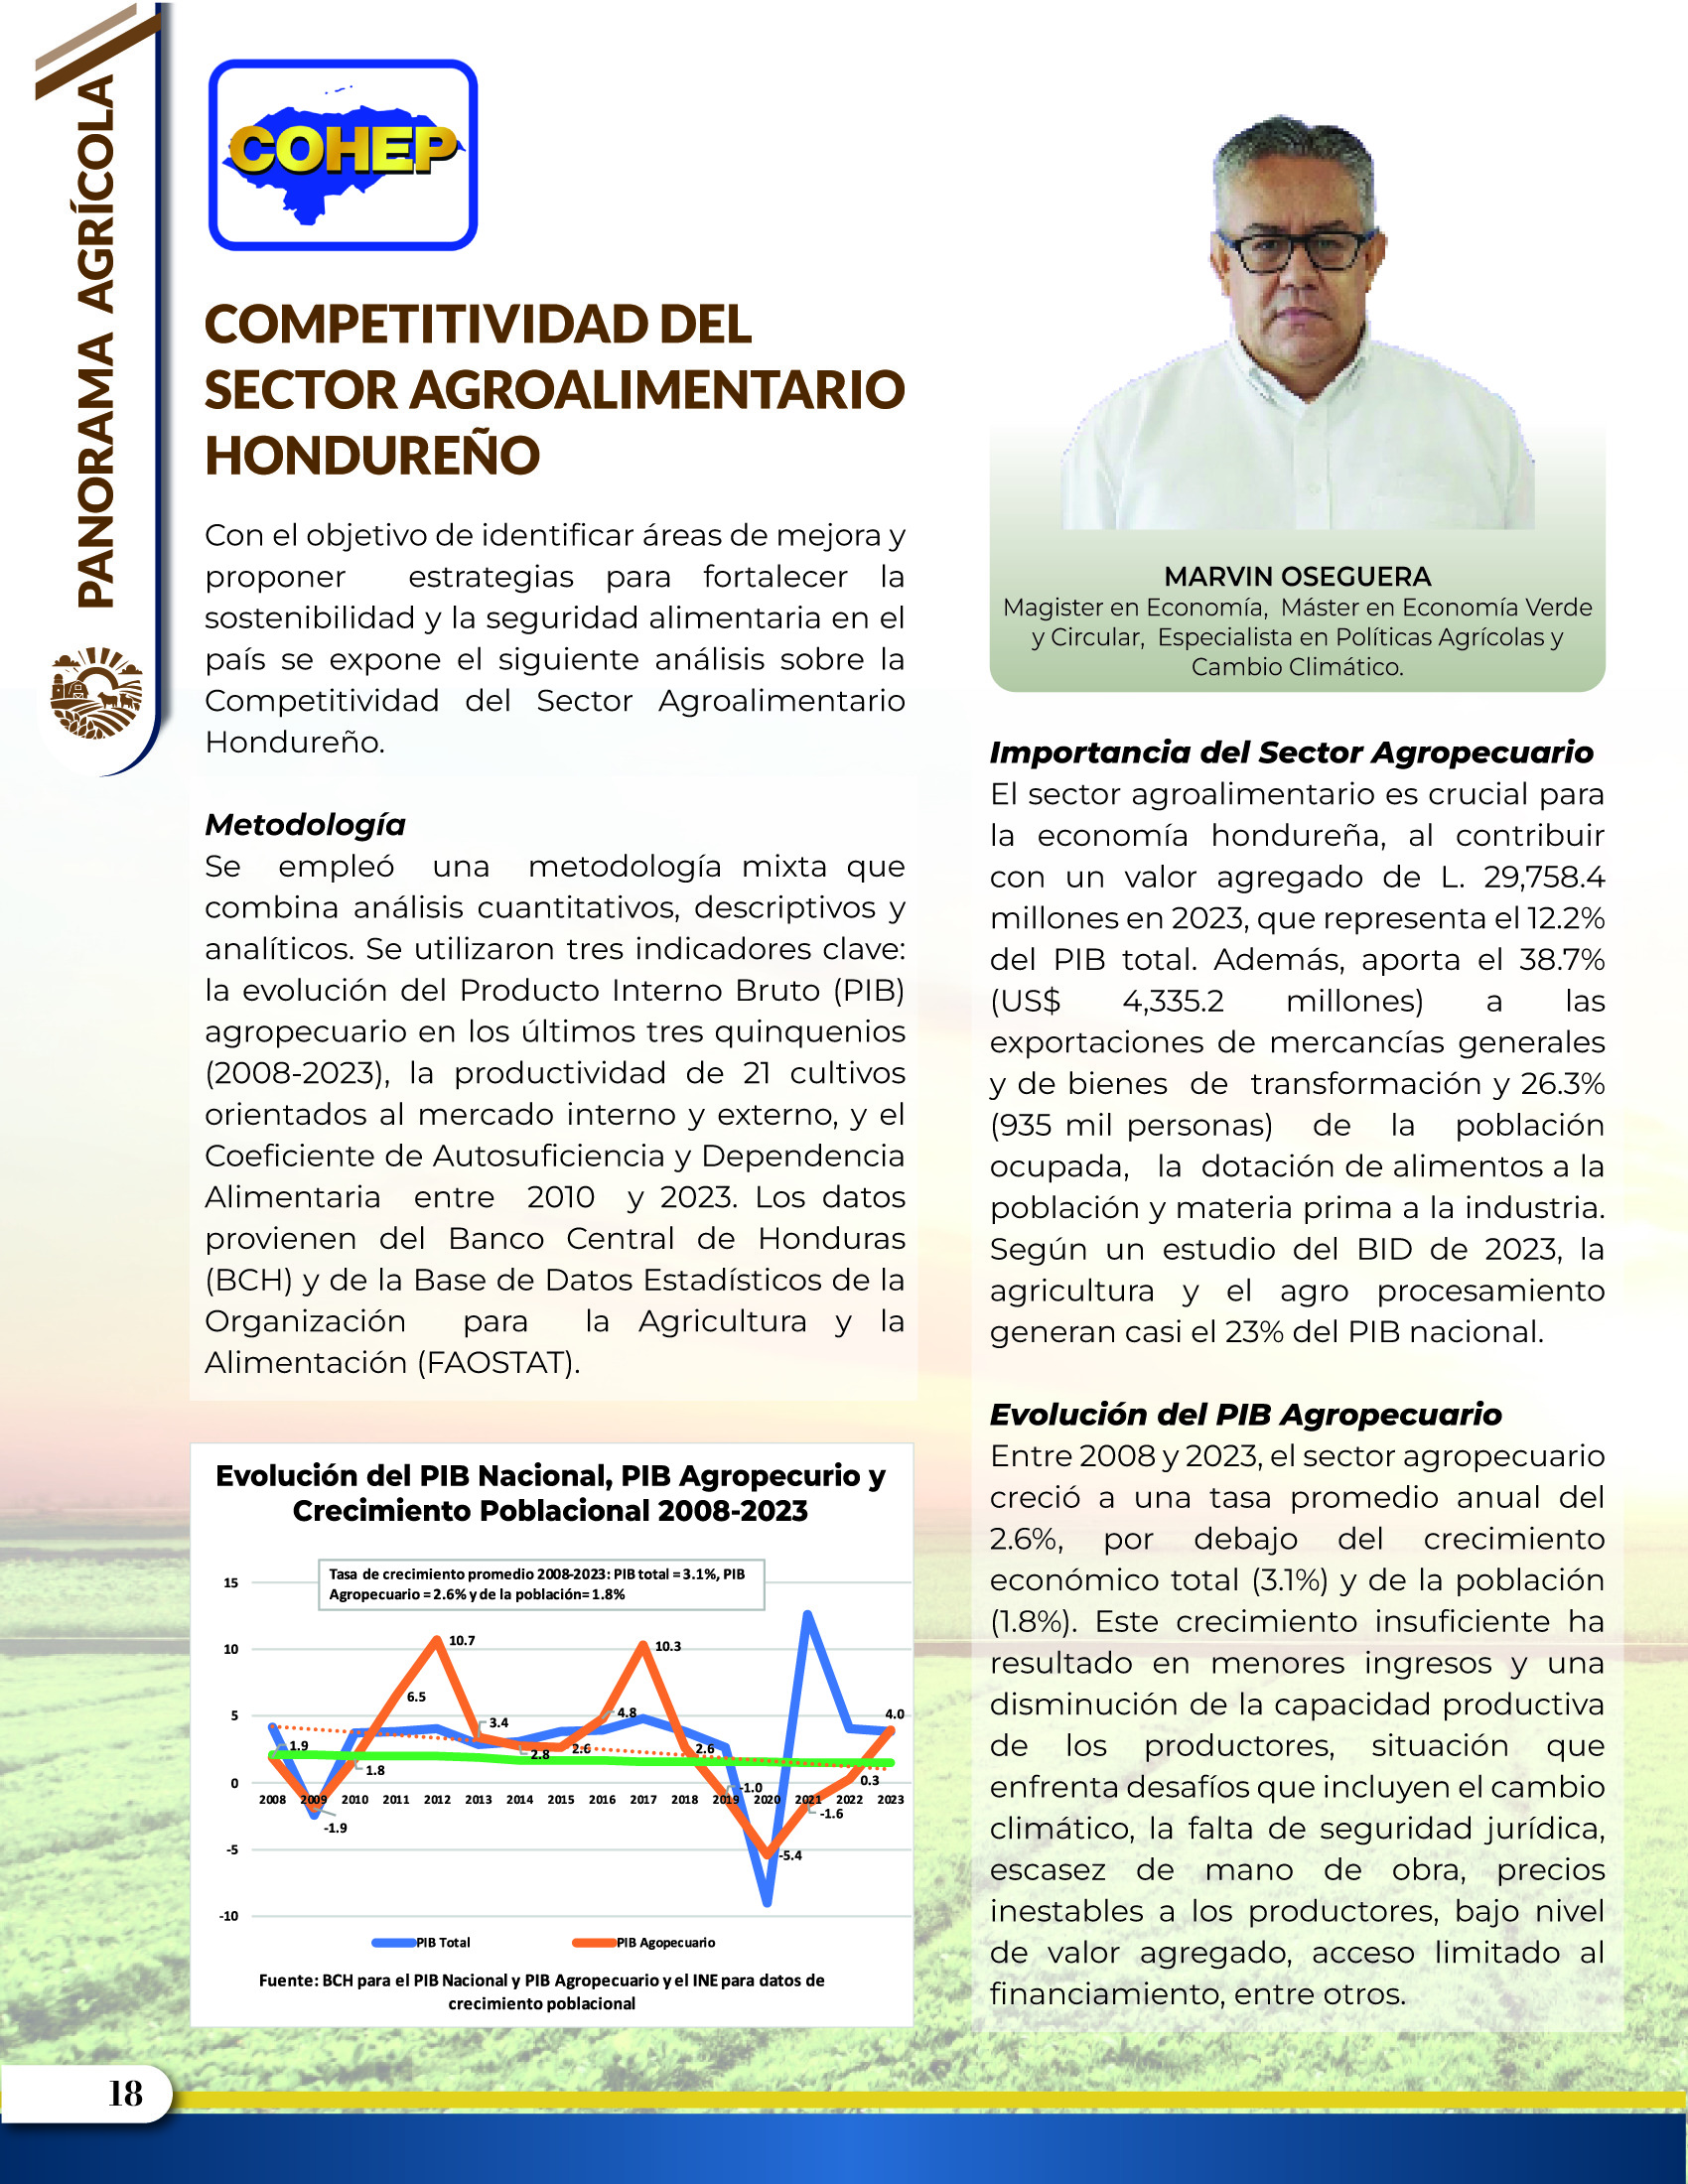 PANORAMA AGRÍCOLA
COHEP
COMPETITIVIDAD DEL
SECTOR AGROALIMENTARIO
HONDUREÑO
Con el objetivo de identificar áreas de mejora y
proponer estrategias para fortalecer la
sostenibilidad y la seguridad alimentaria en el
país se expone el siguiente análisis sobre la
Competitividad del Sector Agroalimentario
Hondureño.
Metodología
Se empleó una metodología mixta que
combina análisis cuantitativos, descriptivos y
analíticos. Se utilizaron tres indicadores clave:
la evolución del Producto Interno Bruto (PIB)
agropecuario en los últimos tres quinquenios
(2008-2023), la productividad de 21 cultivos
orientados al mercado interno y externo, y el
Coeficiente de Autosuficiencia y Dependencia
Alimentaria entre 2010 y 2023. Los datos
provienen del Banco Central de Honduras
(BCH) y de la Base de Datos Estadísticos de la
Organización para la Agricultura y la
Alimentación (FAOSTAT).
Evolución del PIB Nacional, PIB Agropecurio y
Crecimiento Poblacional 2008-2023
Tasa de crecimiento promedio 2008-2023: PIB total = 3.1%, PIB
Agropecuario = 2.6% y de la población= 1.8%
15
10
5
0
-5
-10
1.9
-1.9
1.8
6.5
10.7
3.4
2.8
2.6
4.8
10.3
2.6
-1.0
-5.4
-1.6
0.3
4.0
2008 2009 2010 2011 2012 2013 2014 2015 2016 2017 2018 2019 2020 2021 2022 2023
PIB Total PIB Agopecuario
Fuente: BCH para el PIB Nacional y PIB Agropecuario y el INE para datos de
crecimiento poblacional
MARVIN OSEGUERA
Magister en Economía, Máster en Economía Verde
y Circular, Especialista en Políticas Agrícolas y
Cambio Climático.
Importancia del Sector Agropecuario
El sector agroalimentario es crucial para
la economía hondureña, al contribuir
con un valor agregado de L. 29,758.4
millones en 2023, que representa el 12.2%
del PIB total. Además, aporta el 38.7%
(US$ 4,335.2 millones) a las
exportaciones de mercancías generales
y de bienes de transformación y 26.3%
(935 mil personas) de la población
ocupada, la dotación de alimentos a la
población y materia prima a la industria.
Según un estudio del BID de 2023, la
agricultura y el agro procesamiento
generan casi el 23% del PIB nacional.
Evolución del PIB Agropecuario
Entre 2008 y 2023, el sector agropecuario
creció a una tasa promedio anual del
2.6%, por debajo del crecimiento
económico total (3.1%) y de la población
(1.8%). Este crecimiento insuficiente ha
resultado en menores ingresos y una
disminución de la capacidad productiva
de los productores, situación que
enfrenta desafíos que incluyen el cambio
climático, la falta de seguridad jurídica,
escasez de mano de obra, precios
inestables a los productores, bajo nivel
de valor agregado, acceso limitado al
financiamiento, entre otros.
18